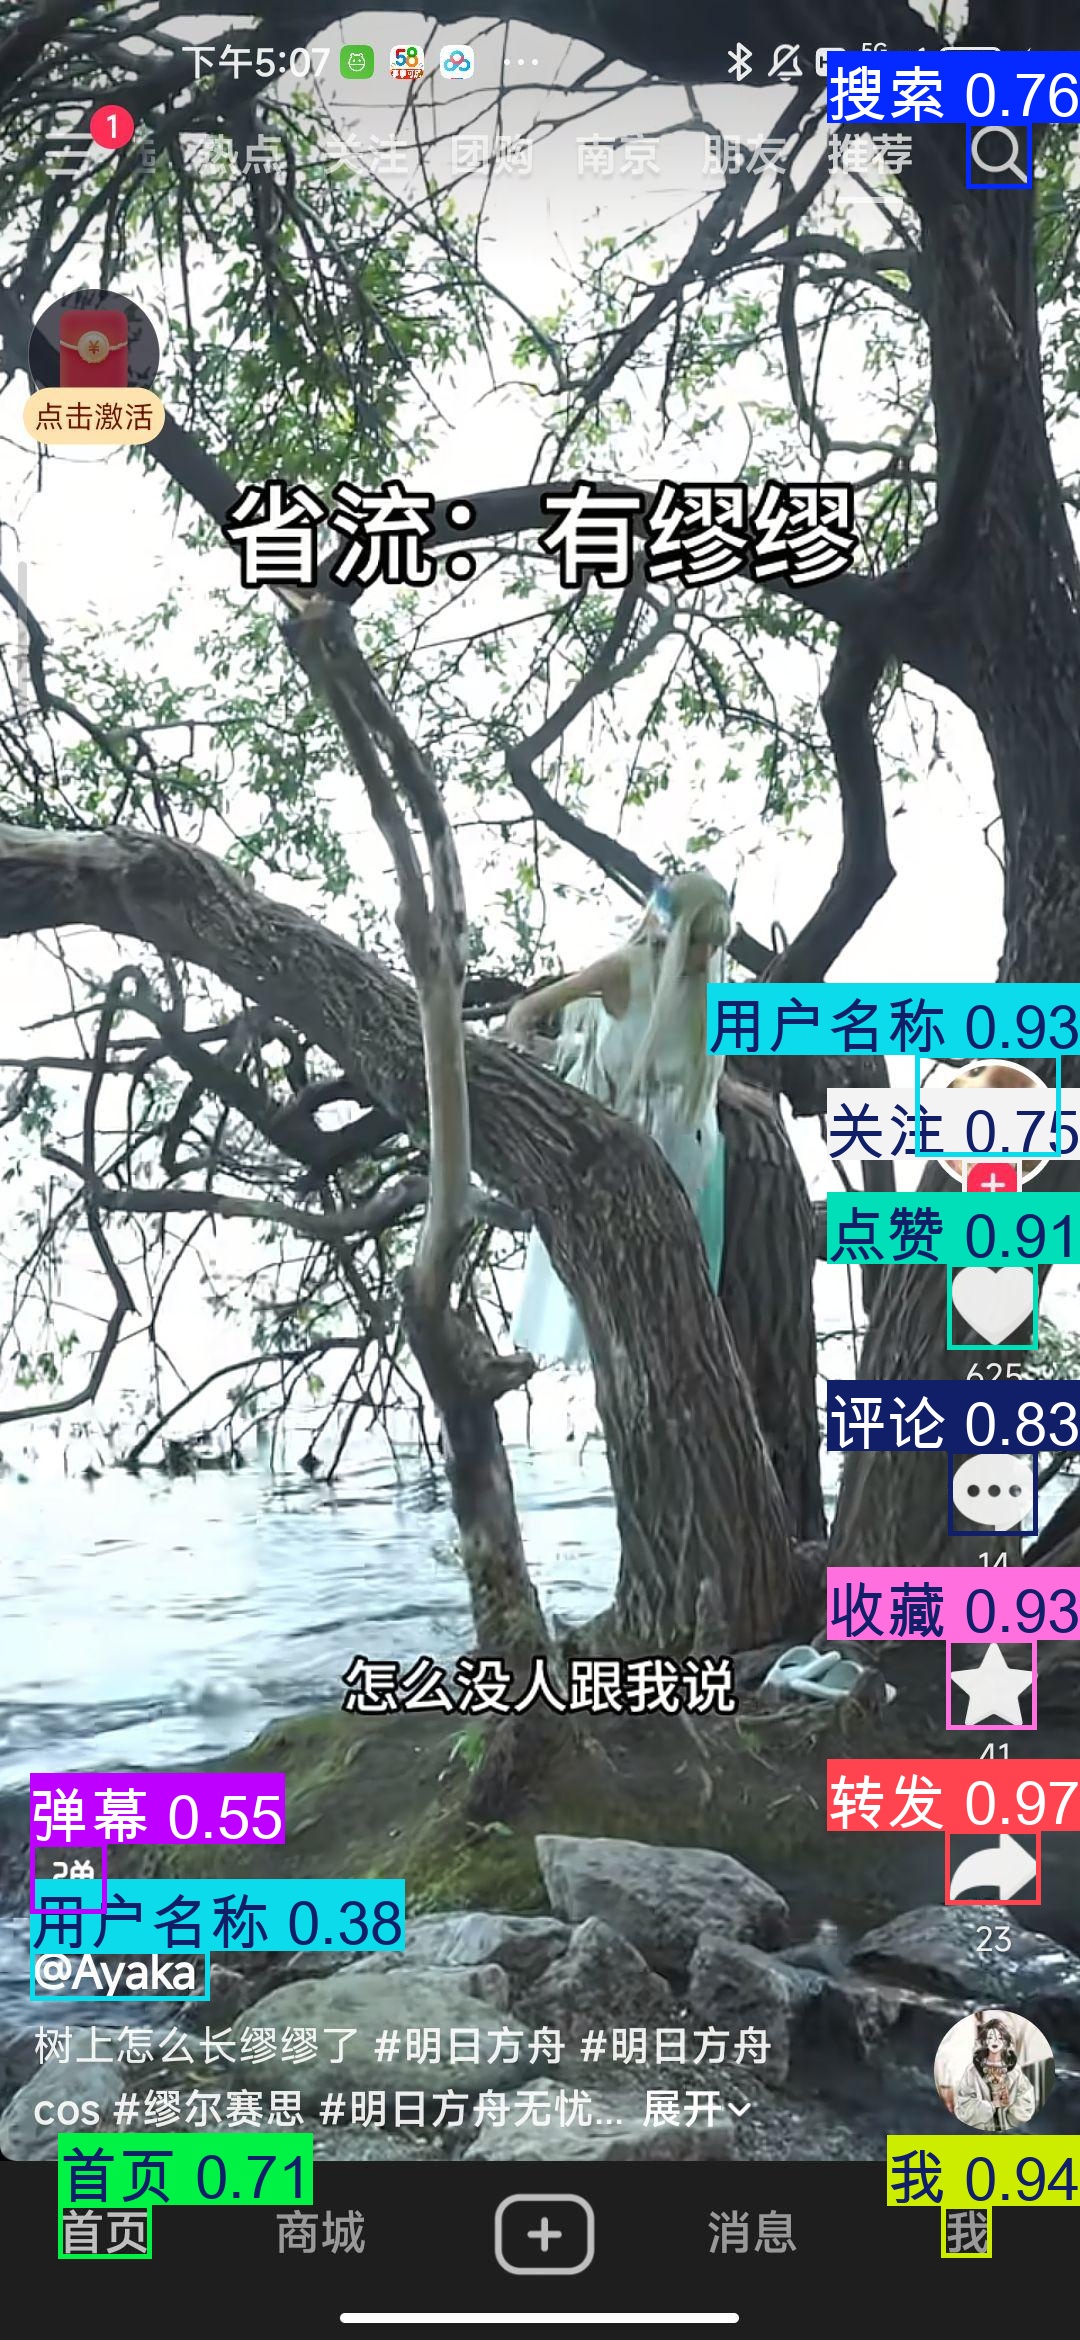 下午5:07
58
5G
搜索 0.76
1
热点 关注 团购 南京 朋友 推荐
点击激活
省流：有缪缪
用户名称 0.93
关注 0.75
点赞 0.91
625
评论 0.83
14
收藏 0.93
怎么没人跟我说
41
弹幕 0.55
转发 0.97
弹
用户名称 0.38
23
@Ayaka
树上怎么长缪缪了 #明日方舟 #明日方舟
cos #缪尔赛思 #明日方舟无忧... 展开
首页 0.71
我 0.94
首页 商城 消息 我